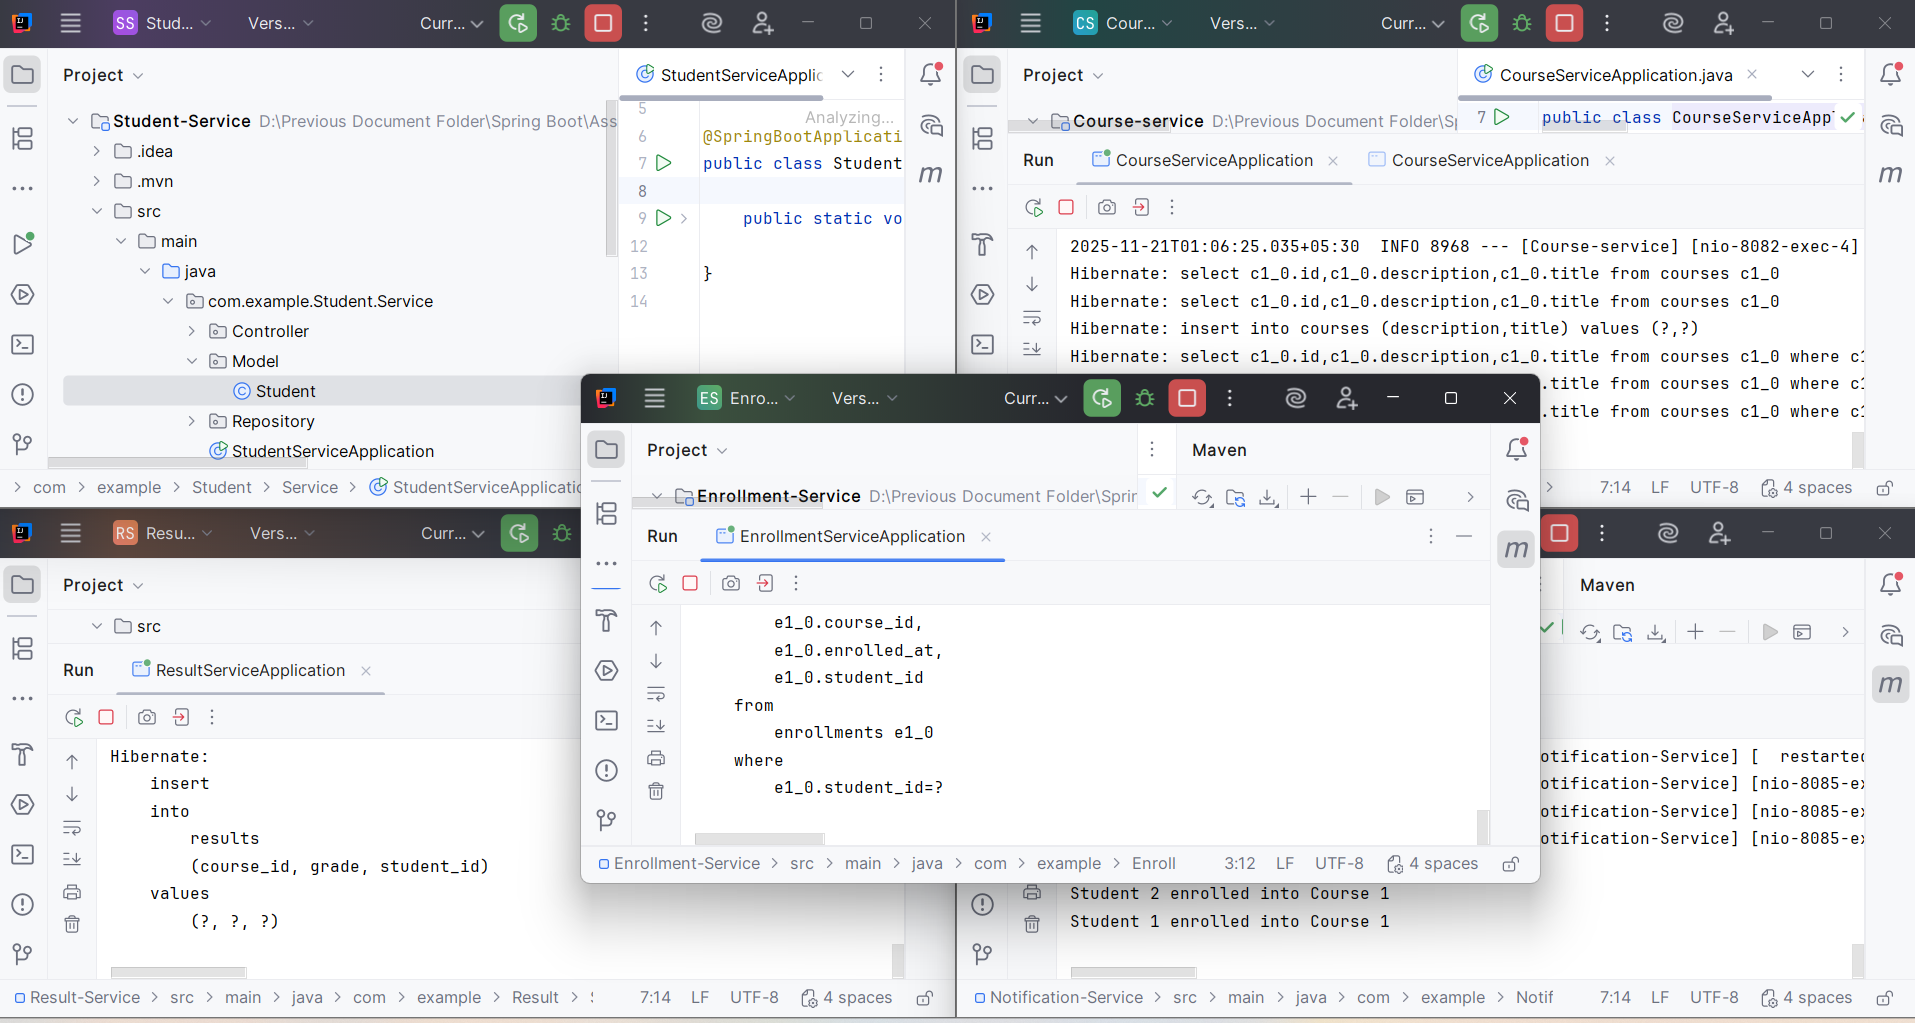 SS Stud... Vers... Curr...
Project
StudentServiceApplic
Student-Service D:\Previous Document Folder\Spring Boot\Ass
.idea
.mvn
src
main
java
com.example.Student.Service
Controller
Model
Student
Repository
StudentServiceApplication
5
Analyzing...
6 @SpringBootApplicati
7 public class Student
8
9 public static vo
12
13 }
14
m
com example Student Service StudentServiceApplicatic
CS Cour... Vers... Curr...
Project
CourseServiceApplication.java
Course-service D:\Previous Document Folder\S
7 public class CourseServiceApp
Run CourseServiceApplication CourseServiceApplication
m
2025-11-21T01:06:25.035+05:30 INFO 8968 --- [Course-service] [nio-8082-exec-4]
Hibernate: select c1_0.id,c1_0.description,c1_0.title from courses c1_0
Hibernate: select c1_0.id,c1_0.description,c1_0.title from courses c1_0
Hibernate: insert into courses (description,title) values (?,?)
Hibernate: select c1_0.id,c1_0.description,c1_0.title from courses c1_0 where c1
.title from courses c1_0 where c1
.title from courses c1_0 where c1
7:14 LF UTF-8 4 spaces
ES Enro... Vers... Curr...
Project
Maven
Enrollment-Service D:\Previous Document Folder\Sprir
Run EnrollmentServiceApplication
m
e1_0.course_id,
e1_0.enrolled_at,
e1_0.student_id
from
enrollments e1_0
where
e1_0.student_id=?
Enrollment-Service src main java com example Enroll 3:12 LF UTF-8 4 spaces
RS Resu... Vers... Curr...
Project
src
Run ResultServiceApplication
Hibernate:
insert
into
results
(course_id, grade, student_id)
values
(?, ?, ?)
Result-Service src main java com example Result 7:14 LF UTF-8 4 spaces
Maven
m
otification-Service] [ restarted
otification-Service] [nio-8085-ex
otification-Service] [nio-8085-ex
otification-Service] [nio-8085-ex
Student 2 enrolled into Course 1
Student 1 enrolled into Course 1
Notification-Service src main java com example Notif 7:14 LF UTF-8 4 spaces